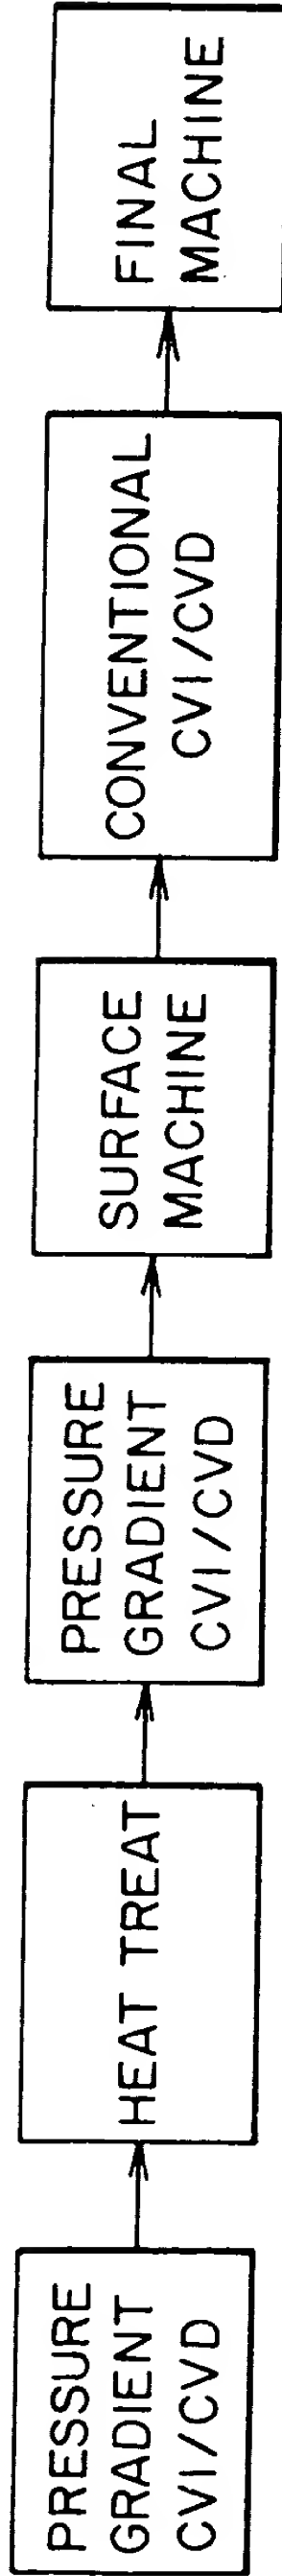 PRESSURE
GRADIENT
CVI/CVD
HEAT TREAT
PRESSURE
GRADIENT
CVI/CVD
SURFACE
MACHINE
CONVENTIONAL
CVI/CVD
FINAL
MACHINE